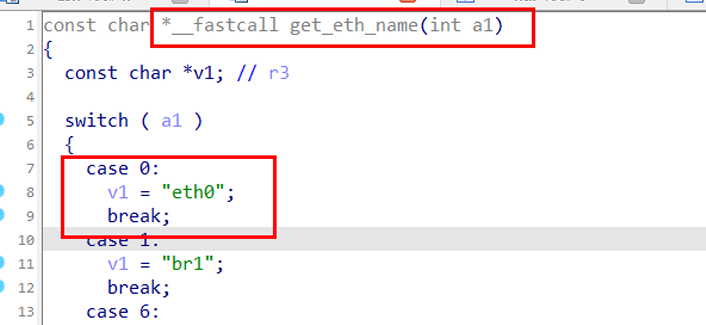 1 const char *__fastcall get_eth_name(int a1)
2 {
3 const char *v1; // r3
4
5 switch ( a1 )
6 {
7 case 0:
8 v1 = "eth0";
9 break;
10 case 1:
11 v1 = "br1";
12 break;
13 case 6: